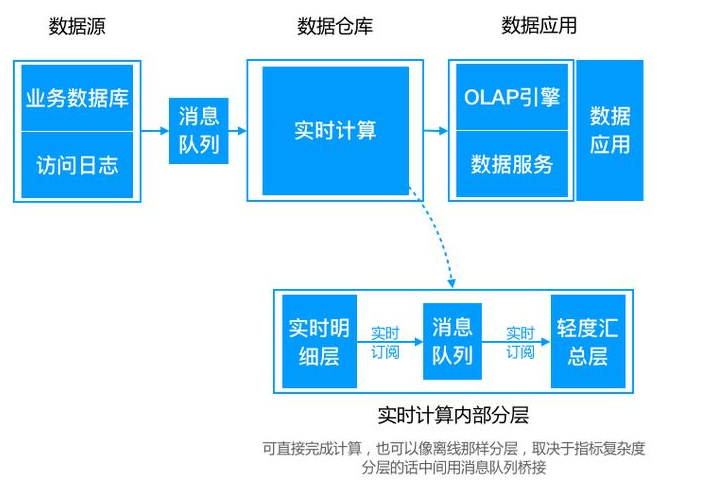 数据源
数据仓库
数据应用
业务数据库
访问日志
消息
队列
实时计算
OLAP引擎
数据服务
数据
应用
实时明
细层
实时
订阅
消息
队列
实时
订阅
轻度汇
总层
实时计算内部分层
可直接完成计算，也可以像离线那样分层，取决于指标复杂度
分层的话中间用消息队列桥接